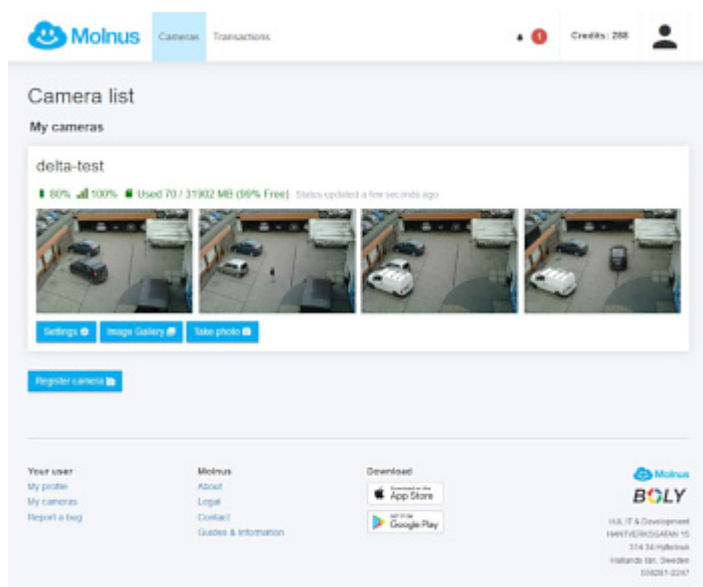 Molnus
Cameras
Transactions
1
Credits: 288
Camera list
My cameras
delta-test
80% 100% Used 70 / 31902 MB (99% Free) Status updated a few seconds ago
Settings
Image Gallery
Take photo
Register camera
Your user
My profile
My cameras
Report a bug
Molnus
About
Legal
Contact
Guides & Information
Download
Download on the
App Store
GET IT ON
Google Play
Molnus
BOLY
HJL IT & Development
HANTVERKSGATAN 15
314 34 Hyltebruk
Hallands län, Sweden